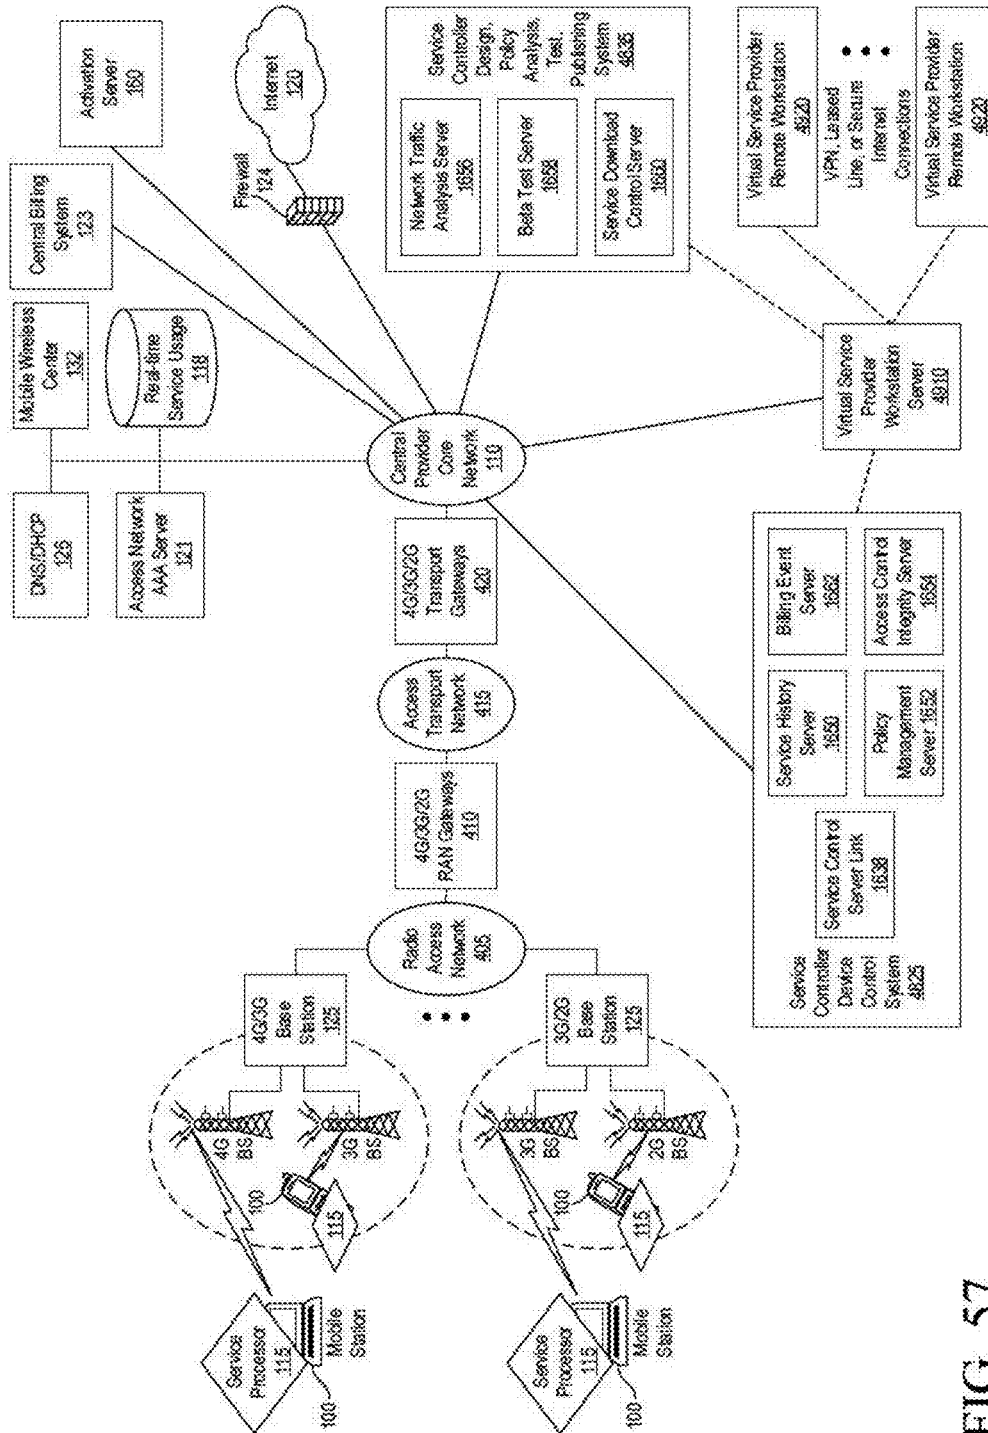 DNS/DHCP
126
Mobile Wireless
Center
132
Central Billing
System
123
Activation
Server
160
Access Network
AAA Server
121
Real-time
Service Usage
118
Firewall
124
Internet
120
Service
Processor
115
100
Mobile
Station
4G
BS
3G
BS
100
115
4G/3G
Base
Station
125
Service
Processor
115
100
Mobile
Station
3G
BS
2G
BS
100
115
3G/2G
Base
Station
125
Radio
Access
Network
405
4G/3G/2G
RAN Gateways
410
Access
Transport
Network
415
4G/3G/2G
Transport
Gateways
420
Central
Provider
Core
Network
110
Network Traffic
Analysis Server
1656
Beta Test Server
1658
Service Download
Control Server
1660
Service
Controller
Design,
Policy
Analysis,
Test,
Publishing
System
4835
Service
Controller
Device
Control
System
4825
Service Control
Server Link
1638
Service History
Server
1650
Policy
Management
Server 1652
Billing Event
Server
1662
Access Control
Integrity Server
1654
Virtual Service
Provider
Workstation
Server
4910
Virtual Service Provider
Remote Workstation
4920
VPN, Leased
Line, or Secure
Internet
Connections
Virtual Service Provider
Remote Workstation
4920
FIG. 57